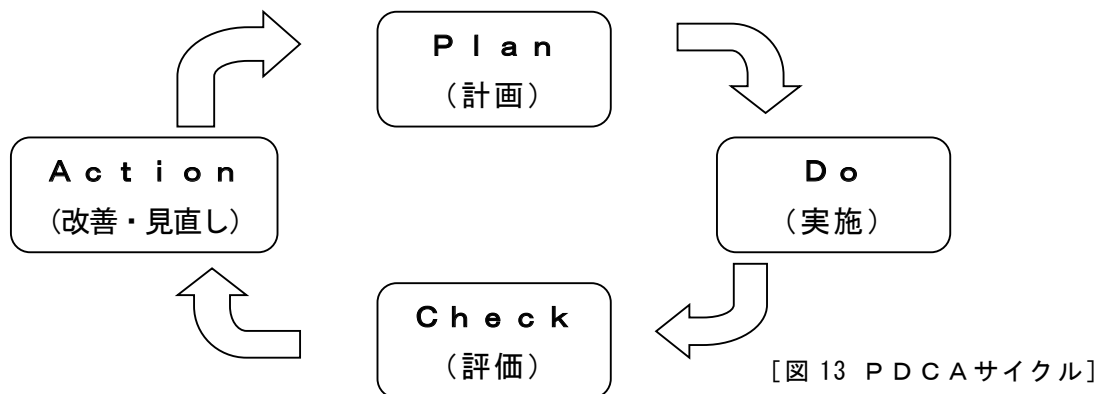 Ｐｌａｎ
（計画）
Ｄｏ
（実施）
Ｃｈｅｃｋ
（評価）
Ａｃｔｉｏｎ
（改善・見直し）
［図 13 ＰＤＣＡサイクル］